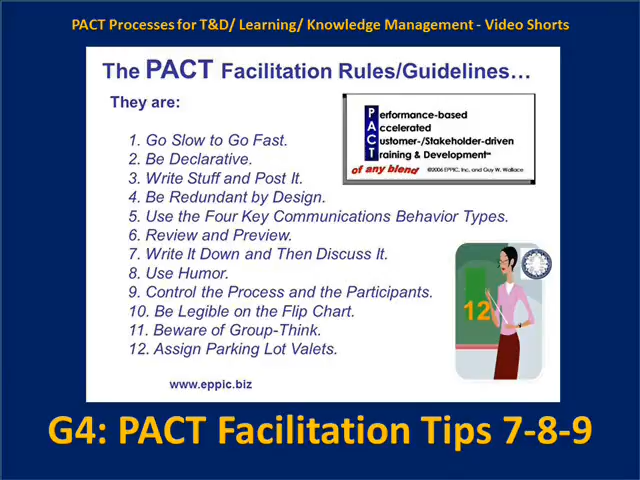 PACT Processes for T&D/ Learning/ Knowledge Management - Video Shorts
The PACT Facilitation Rules/Guidelines…
They are:
Performance-based
Accelerated
Customer-/Stakeholder-driven
Training & Development™
of any blend ©2006 EPPIC, Inc. and Guy W. Wallace
1. Go Slow to Go Fast.
2. Be Declarative.
3. Write Stuff and Post It.
4. Be Redundant by Design.
5. Use the Four Key Communications Behavior Types.
6. Review and Preview.
7. Write It Down and Then Discuss It.
8. Use Humor.
9. Control the Process and the Participants.
10. Be Legible on the Flip Chart.
11. Beware of Group-Think.
12. Assign Parking Lot Valets.
12
www.eppic.biz
G4: PACT Facilitation Tips 7-8-9